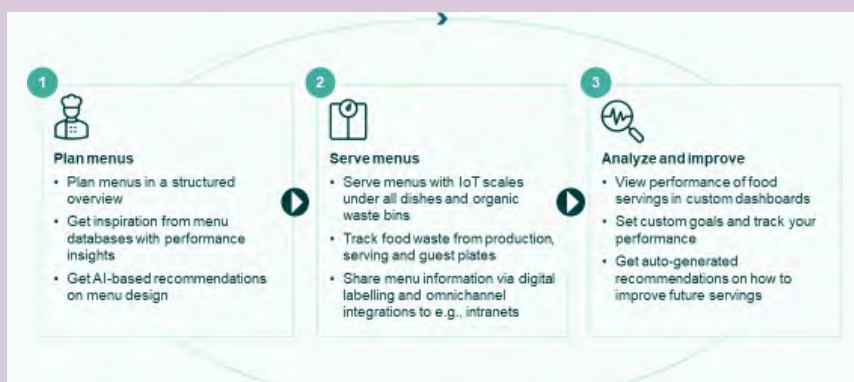 1
Plan menus
• Plan menus in a structured
overview
• Get inspiration from menu
databases with performance
insights
• Get AI-based recommendations
on menu design
2
Serve menus
• Serve menus with IoT scales
under all dishes and organic
waste bins
• Track food waste from production,
serving and guest plates
• Share menu information via digital
labelling and omnichannel
integrations to e.g., intranets
3
Analyze and improve
• View performance of food
servings in custom dashboards
• Set custom goals and track your
performance
• Get auto-generated
recommendations on how to
improve future servings